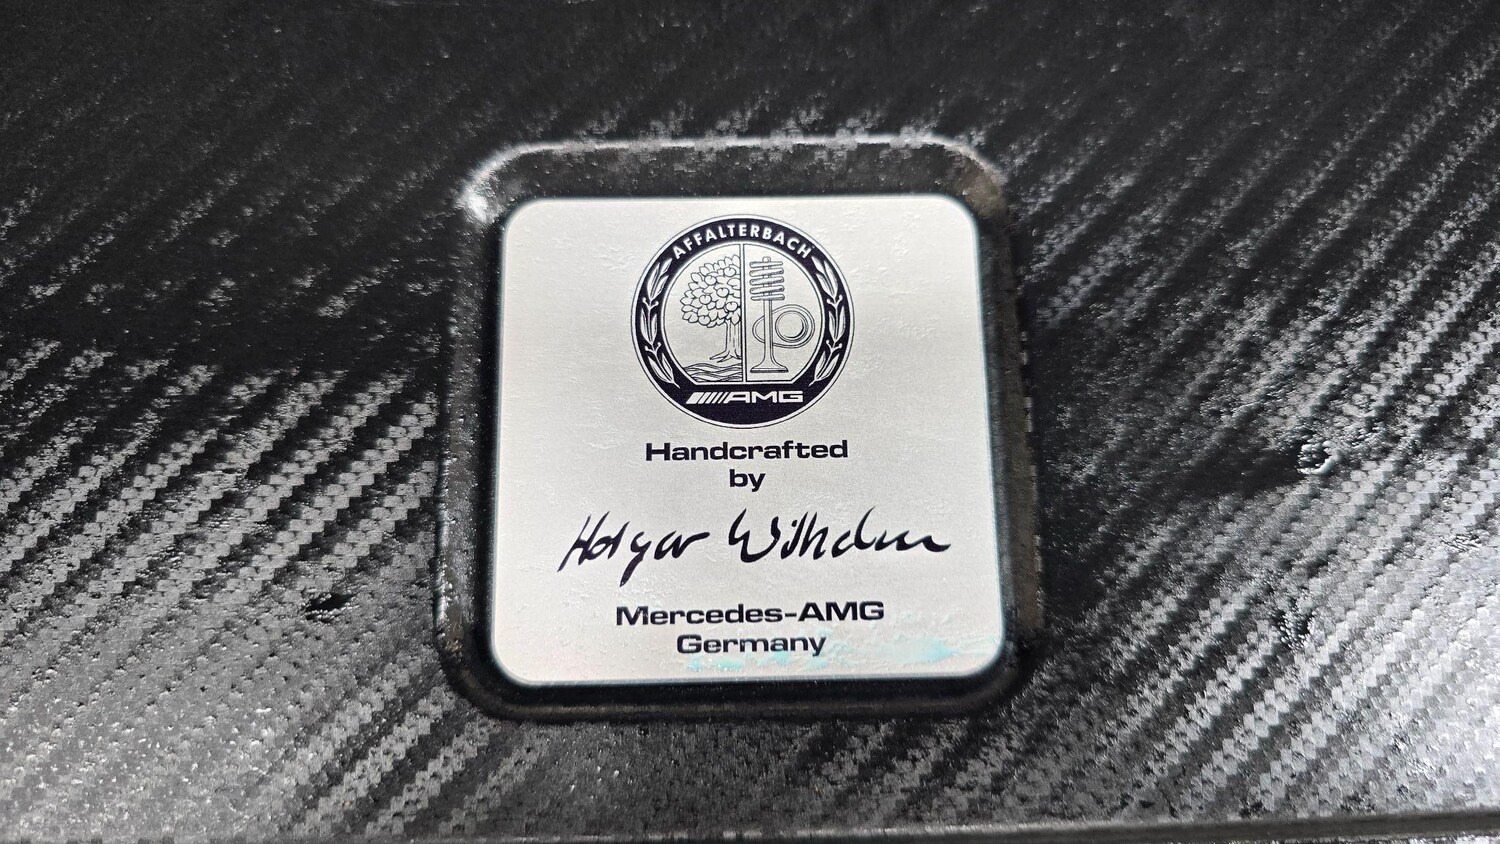 AFFALTERBACH
AMG
Handcrafted
by
Holger Wilhelm
Mercedes-AMG
Germany